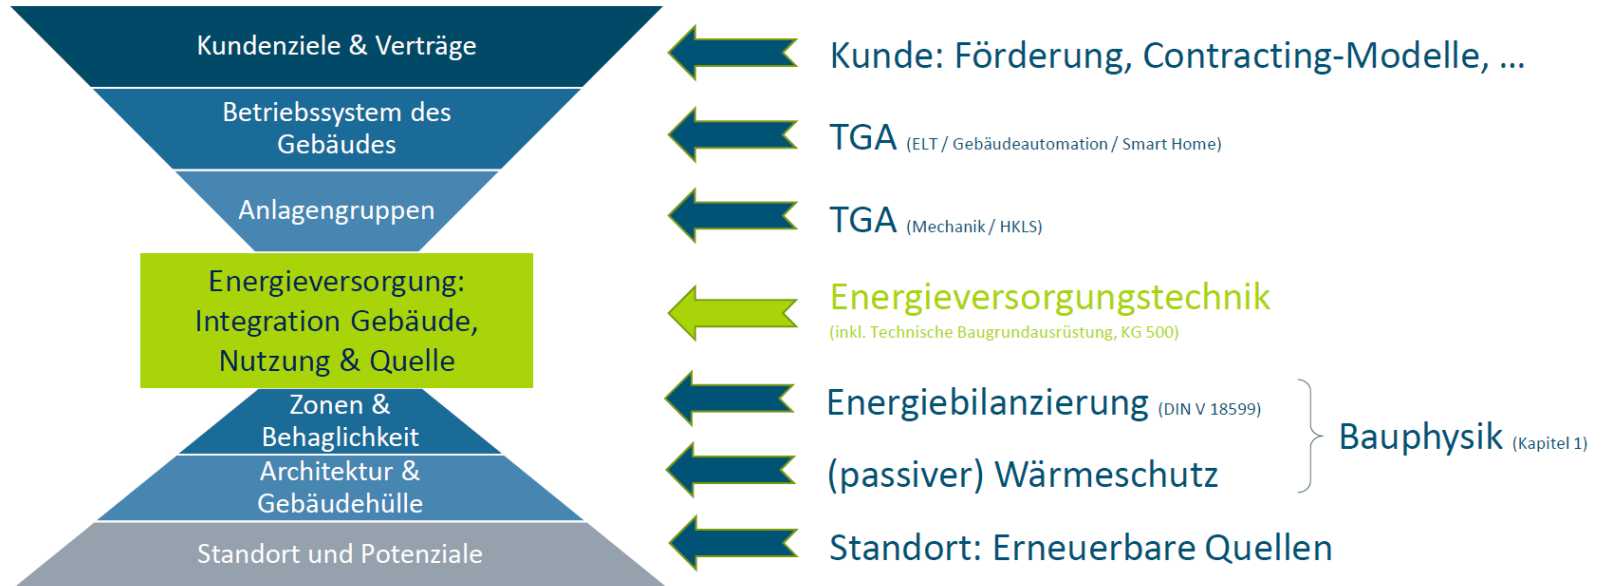 Kundenziele & Verträge
Kunde: Förderung, Contracting-Modelle, ...
Betriebssystem des
Gebäudes
TGA (ELT / Gebäudeautomation / Smart Home)
Anlagengruppen
TGA (Mechanik / HKLS)
Energieversorgung:
Integration Gebäude,
Nutzung & Quelle
Energieversorgungstechnik
(inkl. Technische Baugrundausrüstung, KG 500)
Zonen &
Behaglichkeit
Energiebilanzierung (DIN V 18599)
Architektur &
Gebäudehülle
(passiver) Wärmeschutz
Bauphysik (Kapitel 1)
Standort und Potenziale
Standort: Erneuerbare Quellen